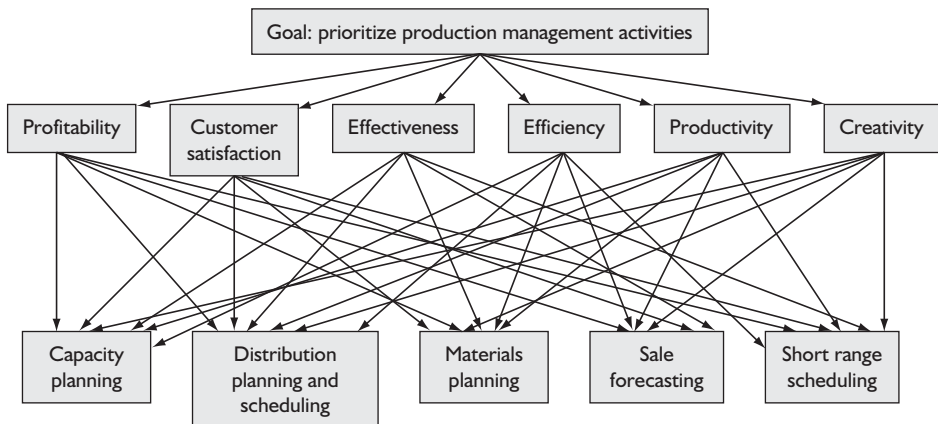 Goal: prioritize production management activities
Profitability
Customer
satisfaction
Effectiveness
Efficiency
Productivity
Creativity
Capacity
planning
Distribution
planning and
scheduling
Materials
planning
Sale
forecasting
Short range
scheduling